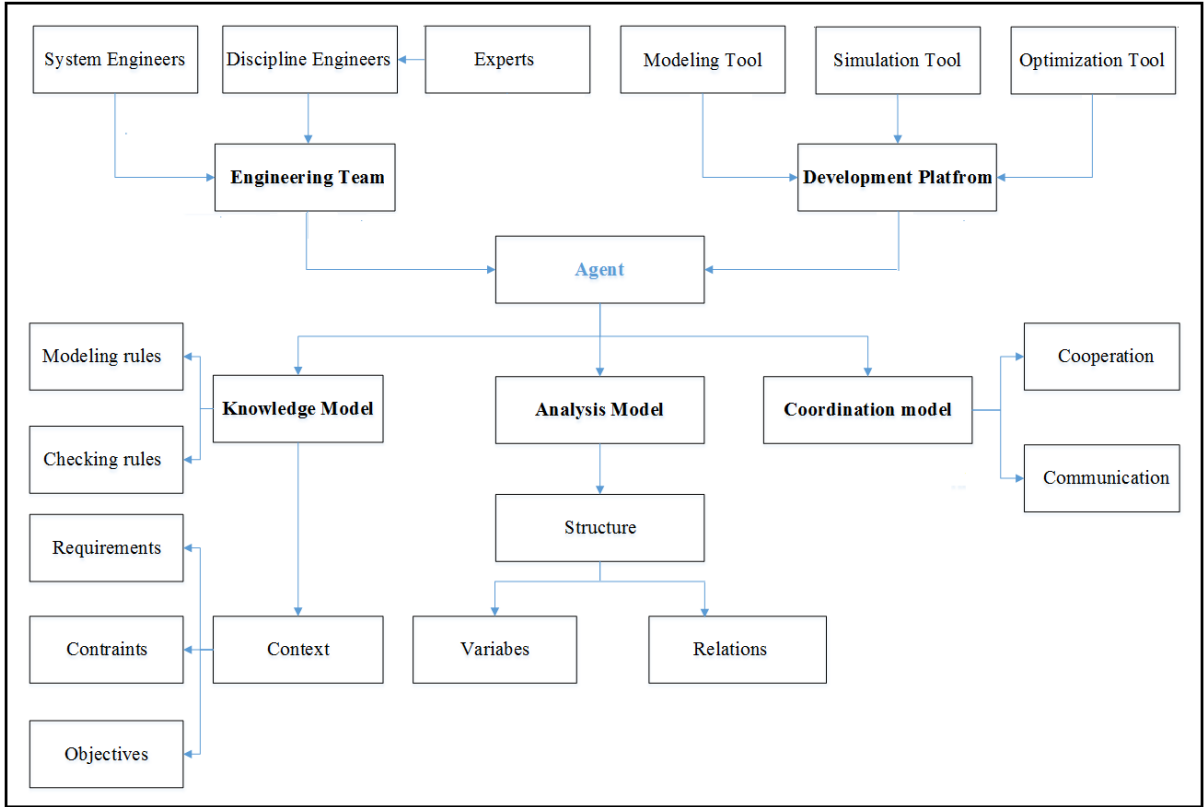 System Engineers
Discipline Engineers
Experts
Modeling Tool
Simulation Tool
Optimization Tool
Engineering Team
Development Platfrom
Agent
Modeling rules
Cooperation
Knowledge Model
Analysis Model
Coordination model
Checking rules
Communication
Structure
Requirements
Contraints
Context
Variabes
Relations
Objectives